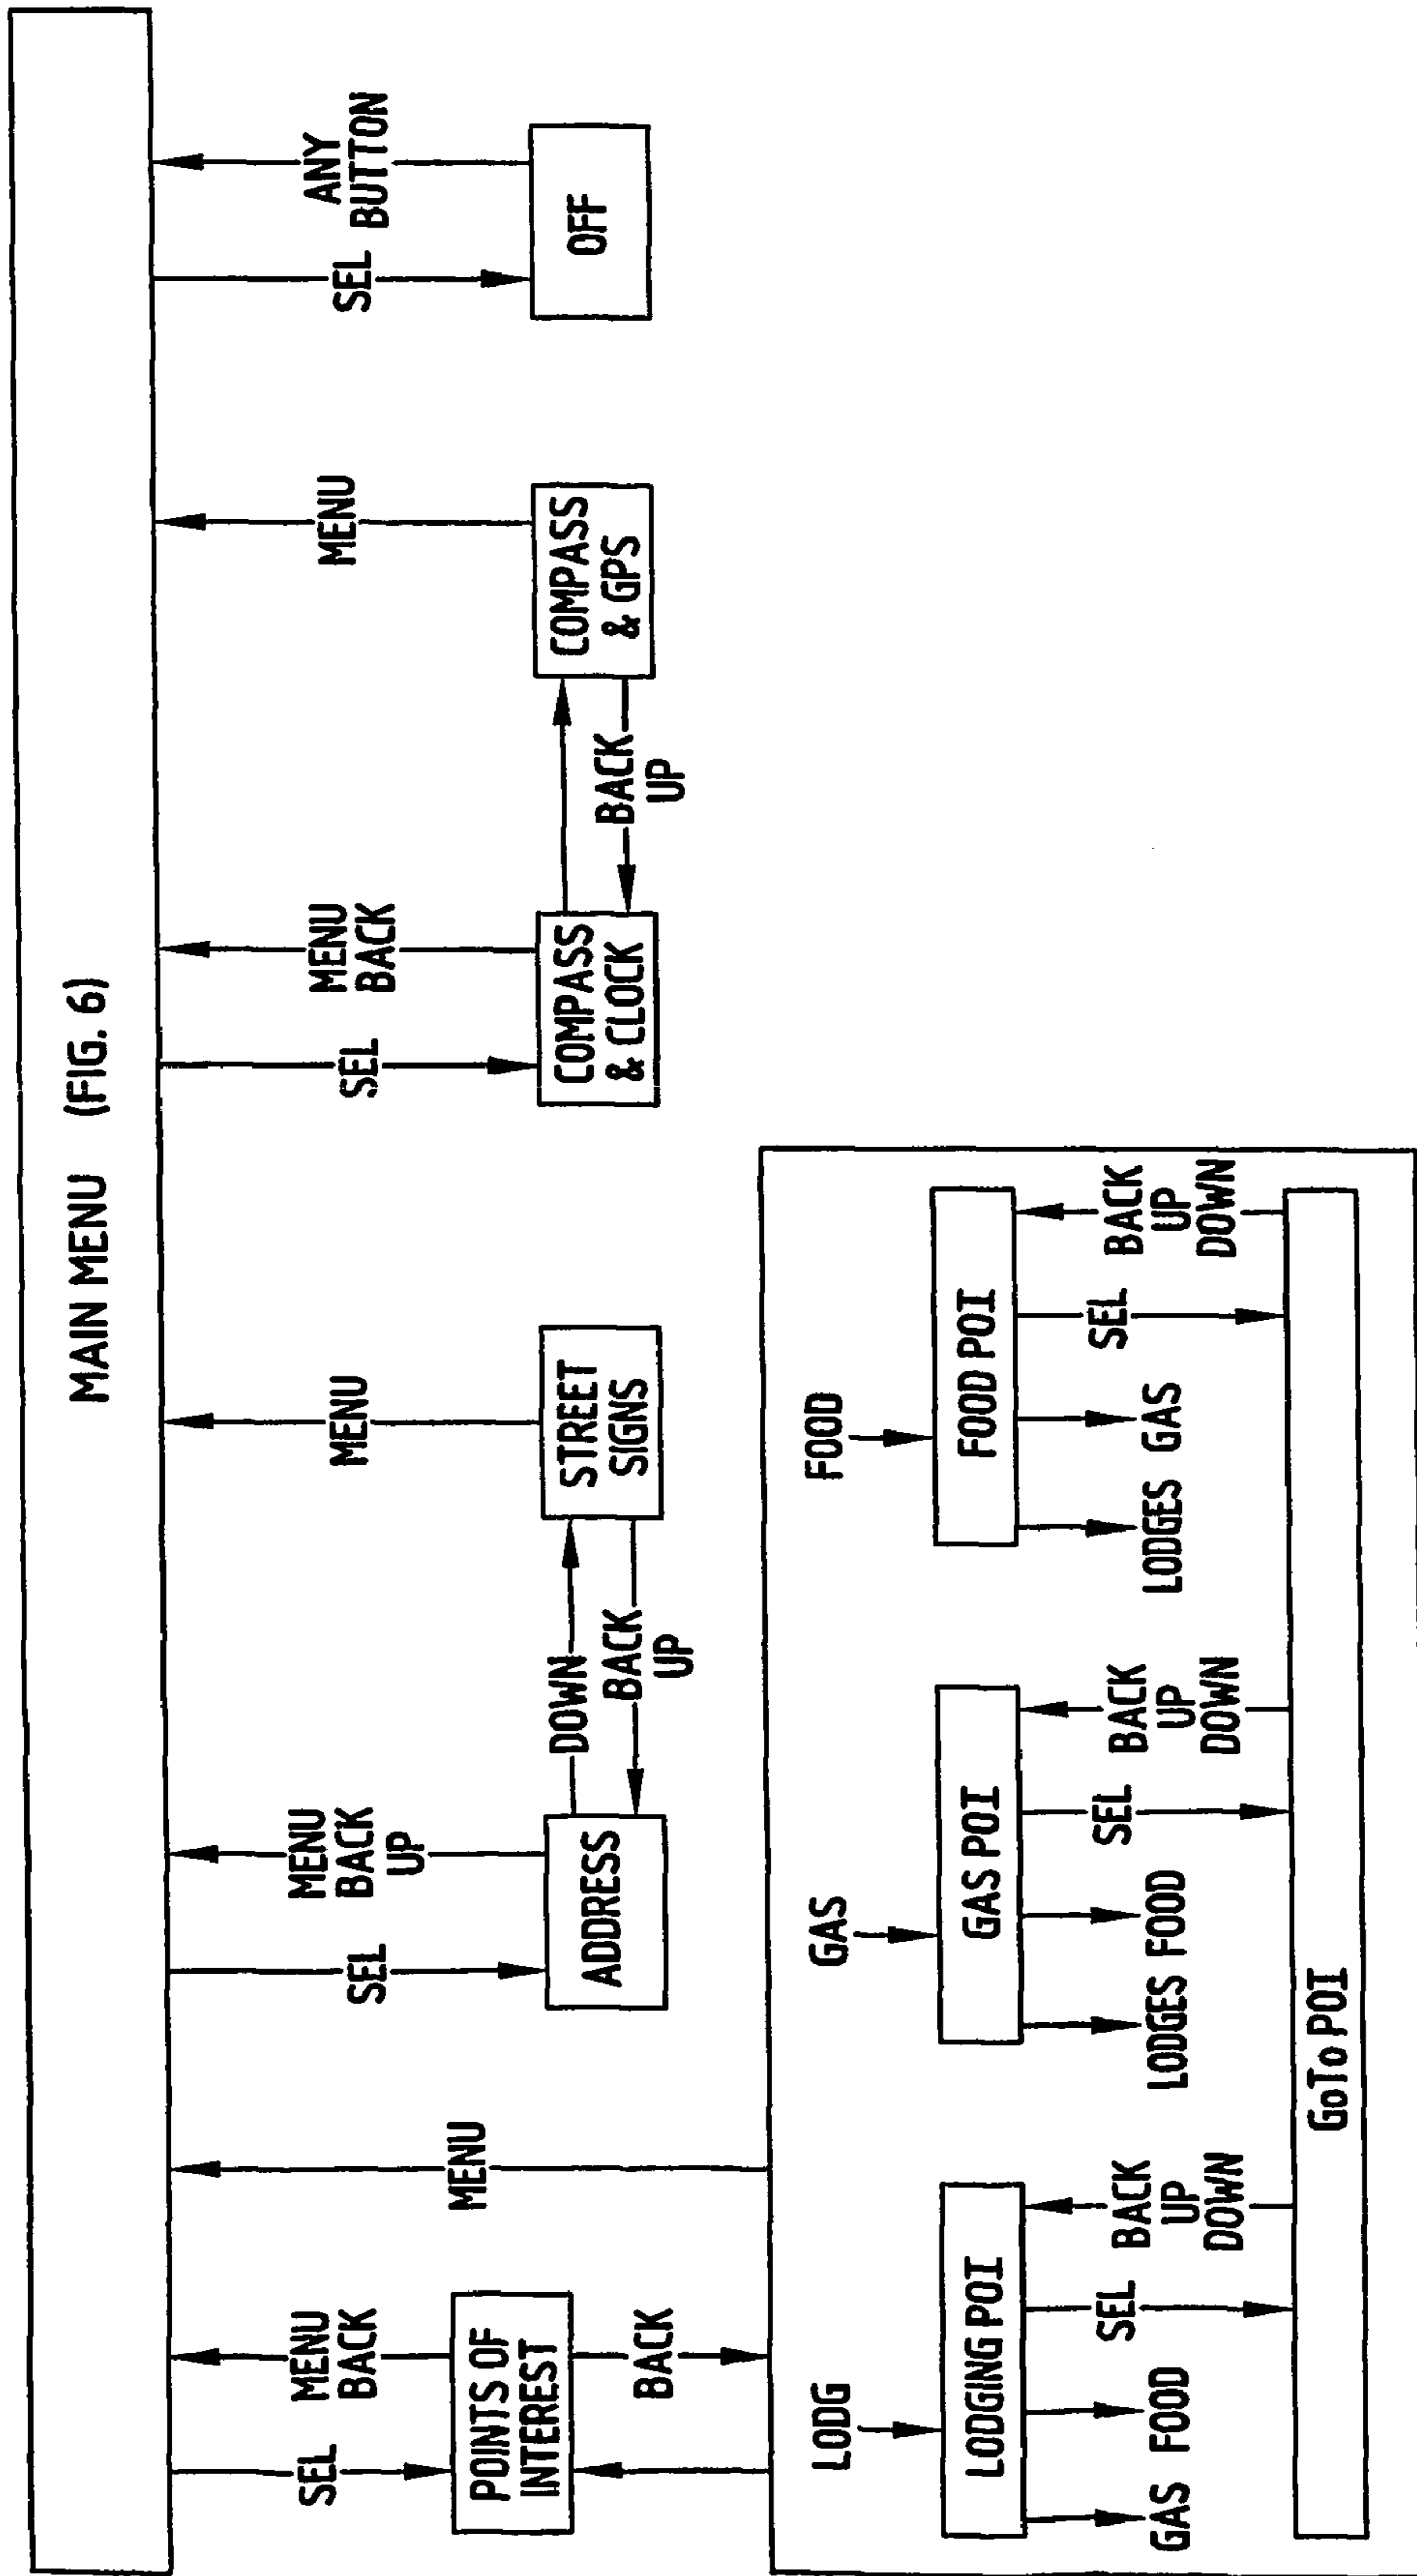 MAIN MENU (FIG. 6)
SEL
MENU
BACK
MENU
SEL
MENU
BACK
UP
MENU
SEL
MENU
BACK
MENU
SEL
ANY
BUTTON
POINTS OF
INTEREST
ADDRESS
DOWN
BACK
UP
STREET
SIGNS
COMPASS
& CLOCK
BACK
UP
COMPASS
& GPS
OFF
BACK
LODG
GAS
FOOD
LODGING POI
GAS POI
FOOD POI
GAS
FOOD
SEL
BACK
UP
DOWN
LODGES
FOOD
SEL
BACK
UP
DOWN
LODGES
GAS
SEL
BACK
UP
DOWN
GoTo POI